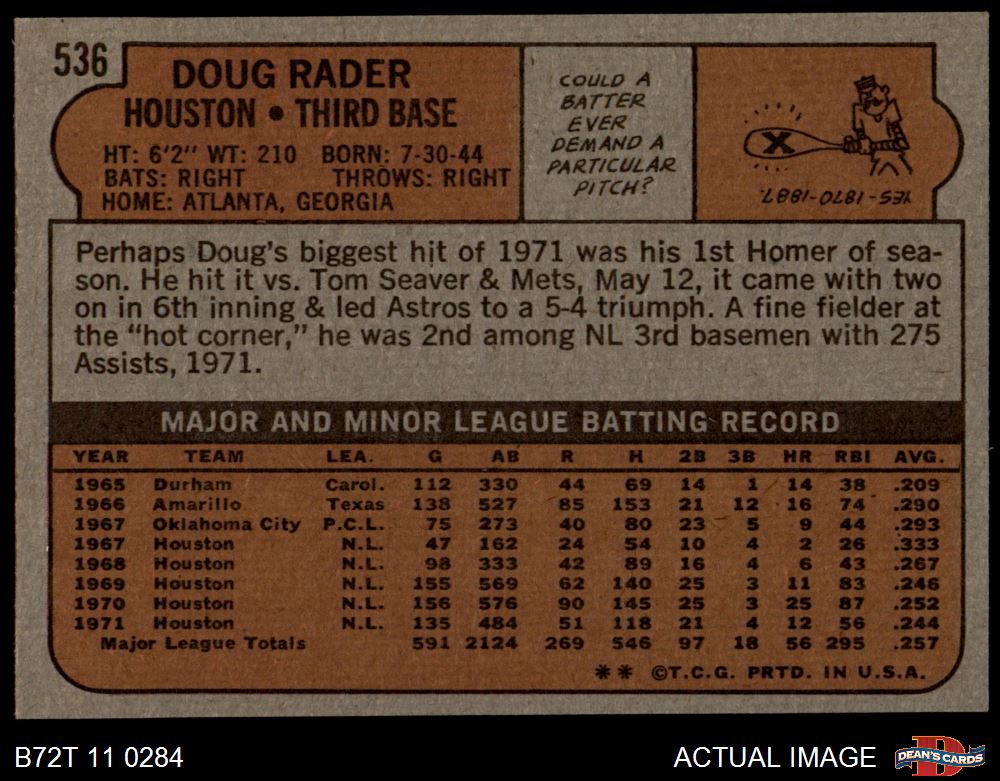 536
DOUG RADER
HOUSTON • THIRD BASE
HT: 6'2" WT: 210 BORN: 7-30-44
BATS: RIGHT THROWS: RIGHT
HOME: ATLANTA, GEORGIA
COULD A
BATTER
EVER
DEMAND A
PARTICULAR
PITCH?
X
YES-1870-1887.
Perhaps Doug's biggest hit of 1971 was his 1st Homer of sea-
son. He hit it vs. Tom Seaver & Mets, May 12, it came with two
on in 6th inning & led Astros to a 5-4 triumph. A fine fielder at
the "hot corner," he was 2nd among NL 3rd basemen with 275
Assists, 1971.
MAJOR AND MINOR LEAGUE BATTING RECORD
YEAR TEAM LEA. G AB R H 2B 3B HR RBI AVG.
1965 Durham Carol. 112 330 44 69 14 1 14 38 .209
1966 Amarillo Texas 138 527 85 153 21 12 16 74 .290
1967 Oklahoma City P.C.L. 75 273 40 80 23 5 9 44 .293
1967 Houston N.L. 47 162 24 54 10 4 2 26 .333
1968 Houston N.L. 98 333 42 89 16 4 6 43 .267
1969 Houston N.L. 155 569 62 140 25 3 11 83 .246
1970 Houston N.L. 156 576 90 145 25 3 25 87 .252
1971 Houston N.L. 135 484 51 118 21 4 12 56 .244
Major League Totals 591 2124 269 546 97 18 56 295 .257
** ©T.C.G. PRTD. IN U.S.A.
B72T 11 0284 ACTUAL IMAGE
D DEAN'S CARDS